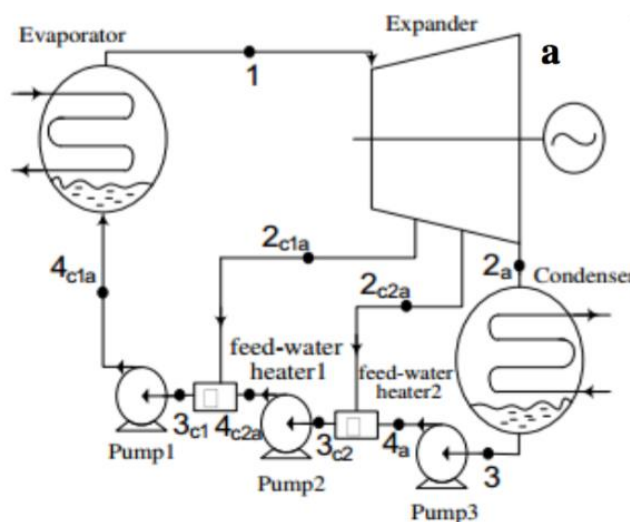 Expander
Evaporator
a
1
2c1a
2a
Condenser
2c2a
4c1a
feed-water
heater1
feed-water
heater2
3c1
4c2a
3c2
4a
3
Pump1
Pump2
Pump3